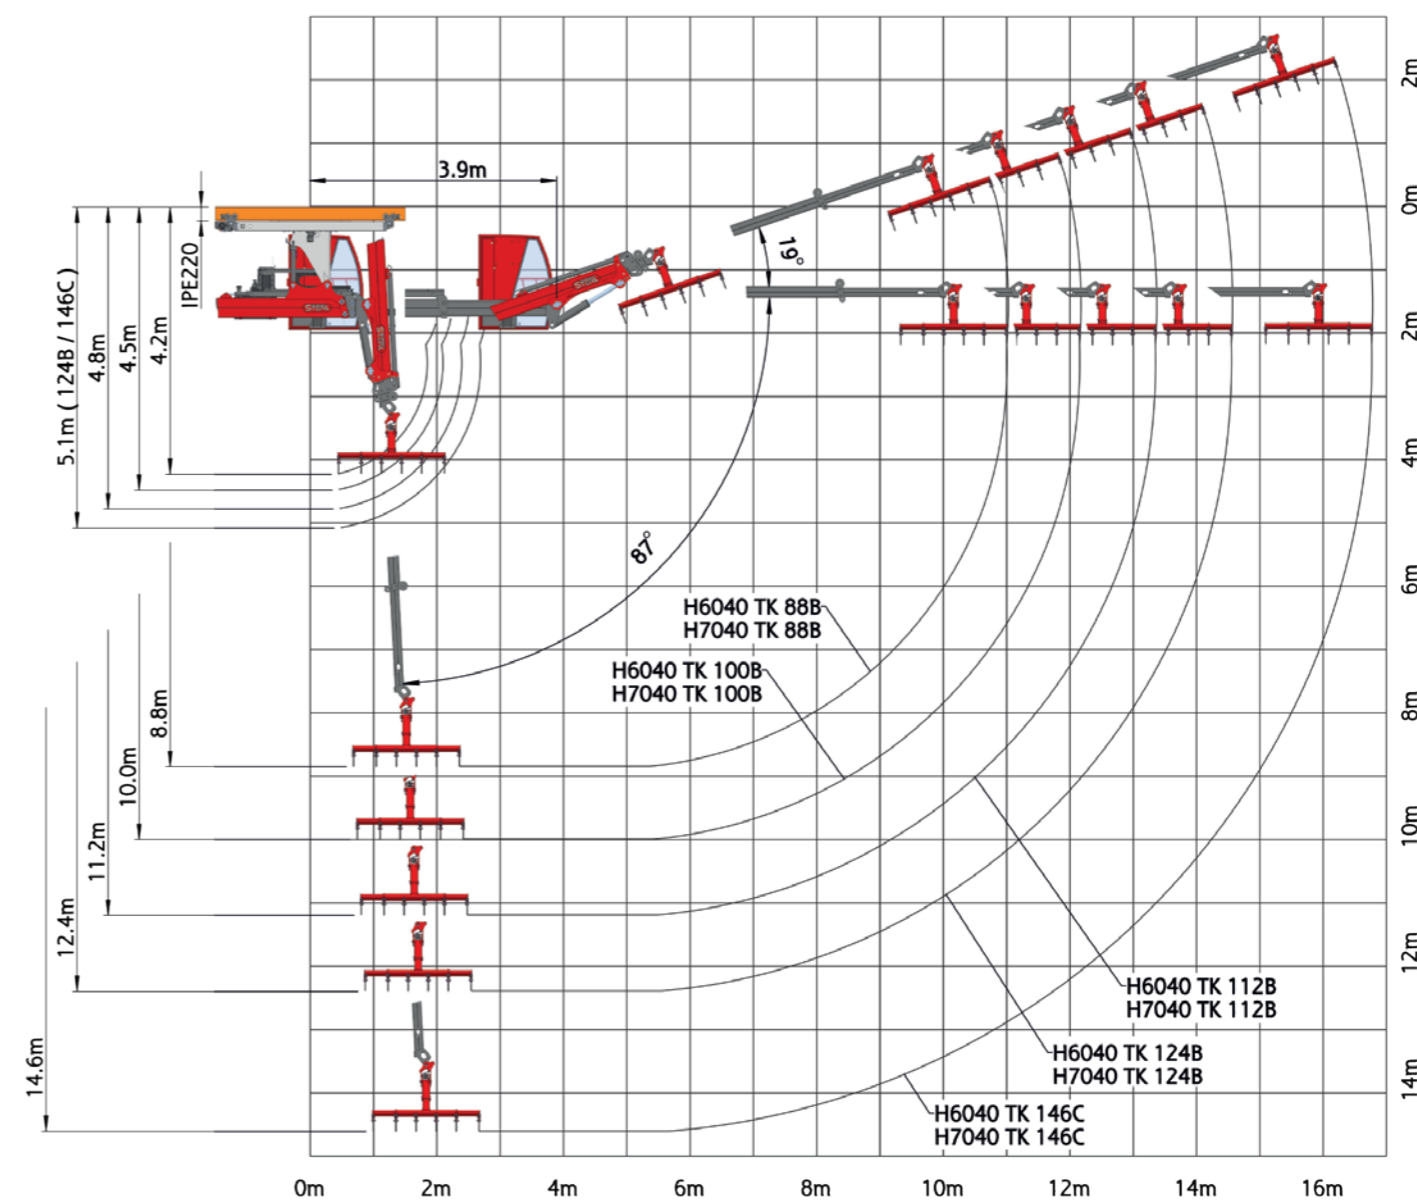 2m
3.9m
0m
IPE220
19°
5.1m ( 124B / 146C )
4.8m
4.5m
4.2m
2m
4m
87°
6m
H6040 TK 88B
H7040 TK 88B
H6040 TK 100B
H7040 TK 100B
8m
8.8m
10.0m
11.2m
12.4m
14.6m
10m
12m
H6040 TK 112B
H7040 TK 112B
H6040 TK 124B
H7040 TK 124B
14m
H6040 TK 146C
H7040 TK 146C
0m 2m 4m 6m 8m 10m 12m 14m 16m